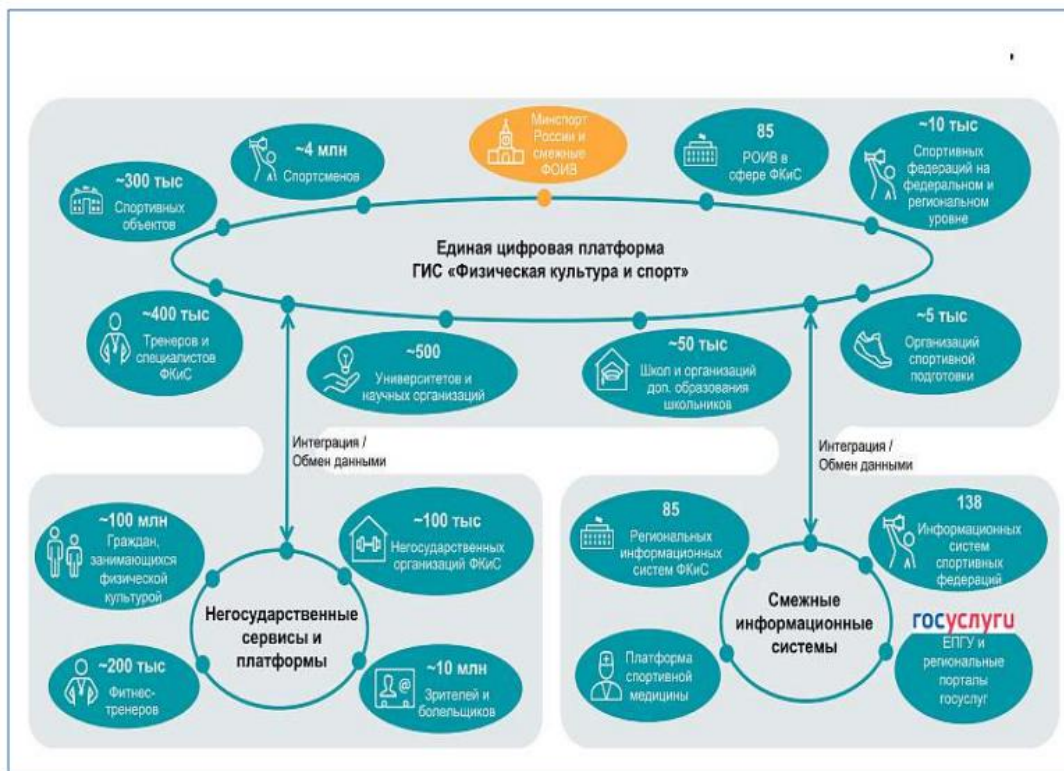 ~4 млн
Спортсменов
Минспорт
России и
смежные
ФОИВ
85
РОИВ в
сфере ФКиС
~10 тыс
Спортивных
федераций на
федеральном и
региональном
уровне
~300 тыс
Спортивных
объектов
Единая цифровая платформа
ГИС «Физическая культура и спорт»
~400 тыс
Тренеров и
специалистов
ФКиС
~500
Университетов и
научных организаций
~50 тыс
Школ и организаций
доп. образования
школьников
~5 тыс
Организаций
спортивной
подготовки
Интеграция /
Обмен данными
Интеграция /
Обмен данными
~100 млн
Граждан,
занимающихся
физической
культурой
~100 тыс
Негосударственных
организаций ФКиС
Негосударственные
сервисы и
платформы
~200 тыс
Фитнес-
тренеров
~10 млн
Зрителей и
болельщиков
85
Региональных
информационных
систем ФКиС
138
Информационных
систем
спортивных
федераций
Смежные
информационные
системы
Платформа
спортивной
медицины
госуслуги
ЕПГУ и
региональные
порталы
госуслуг